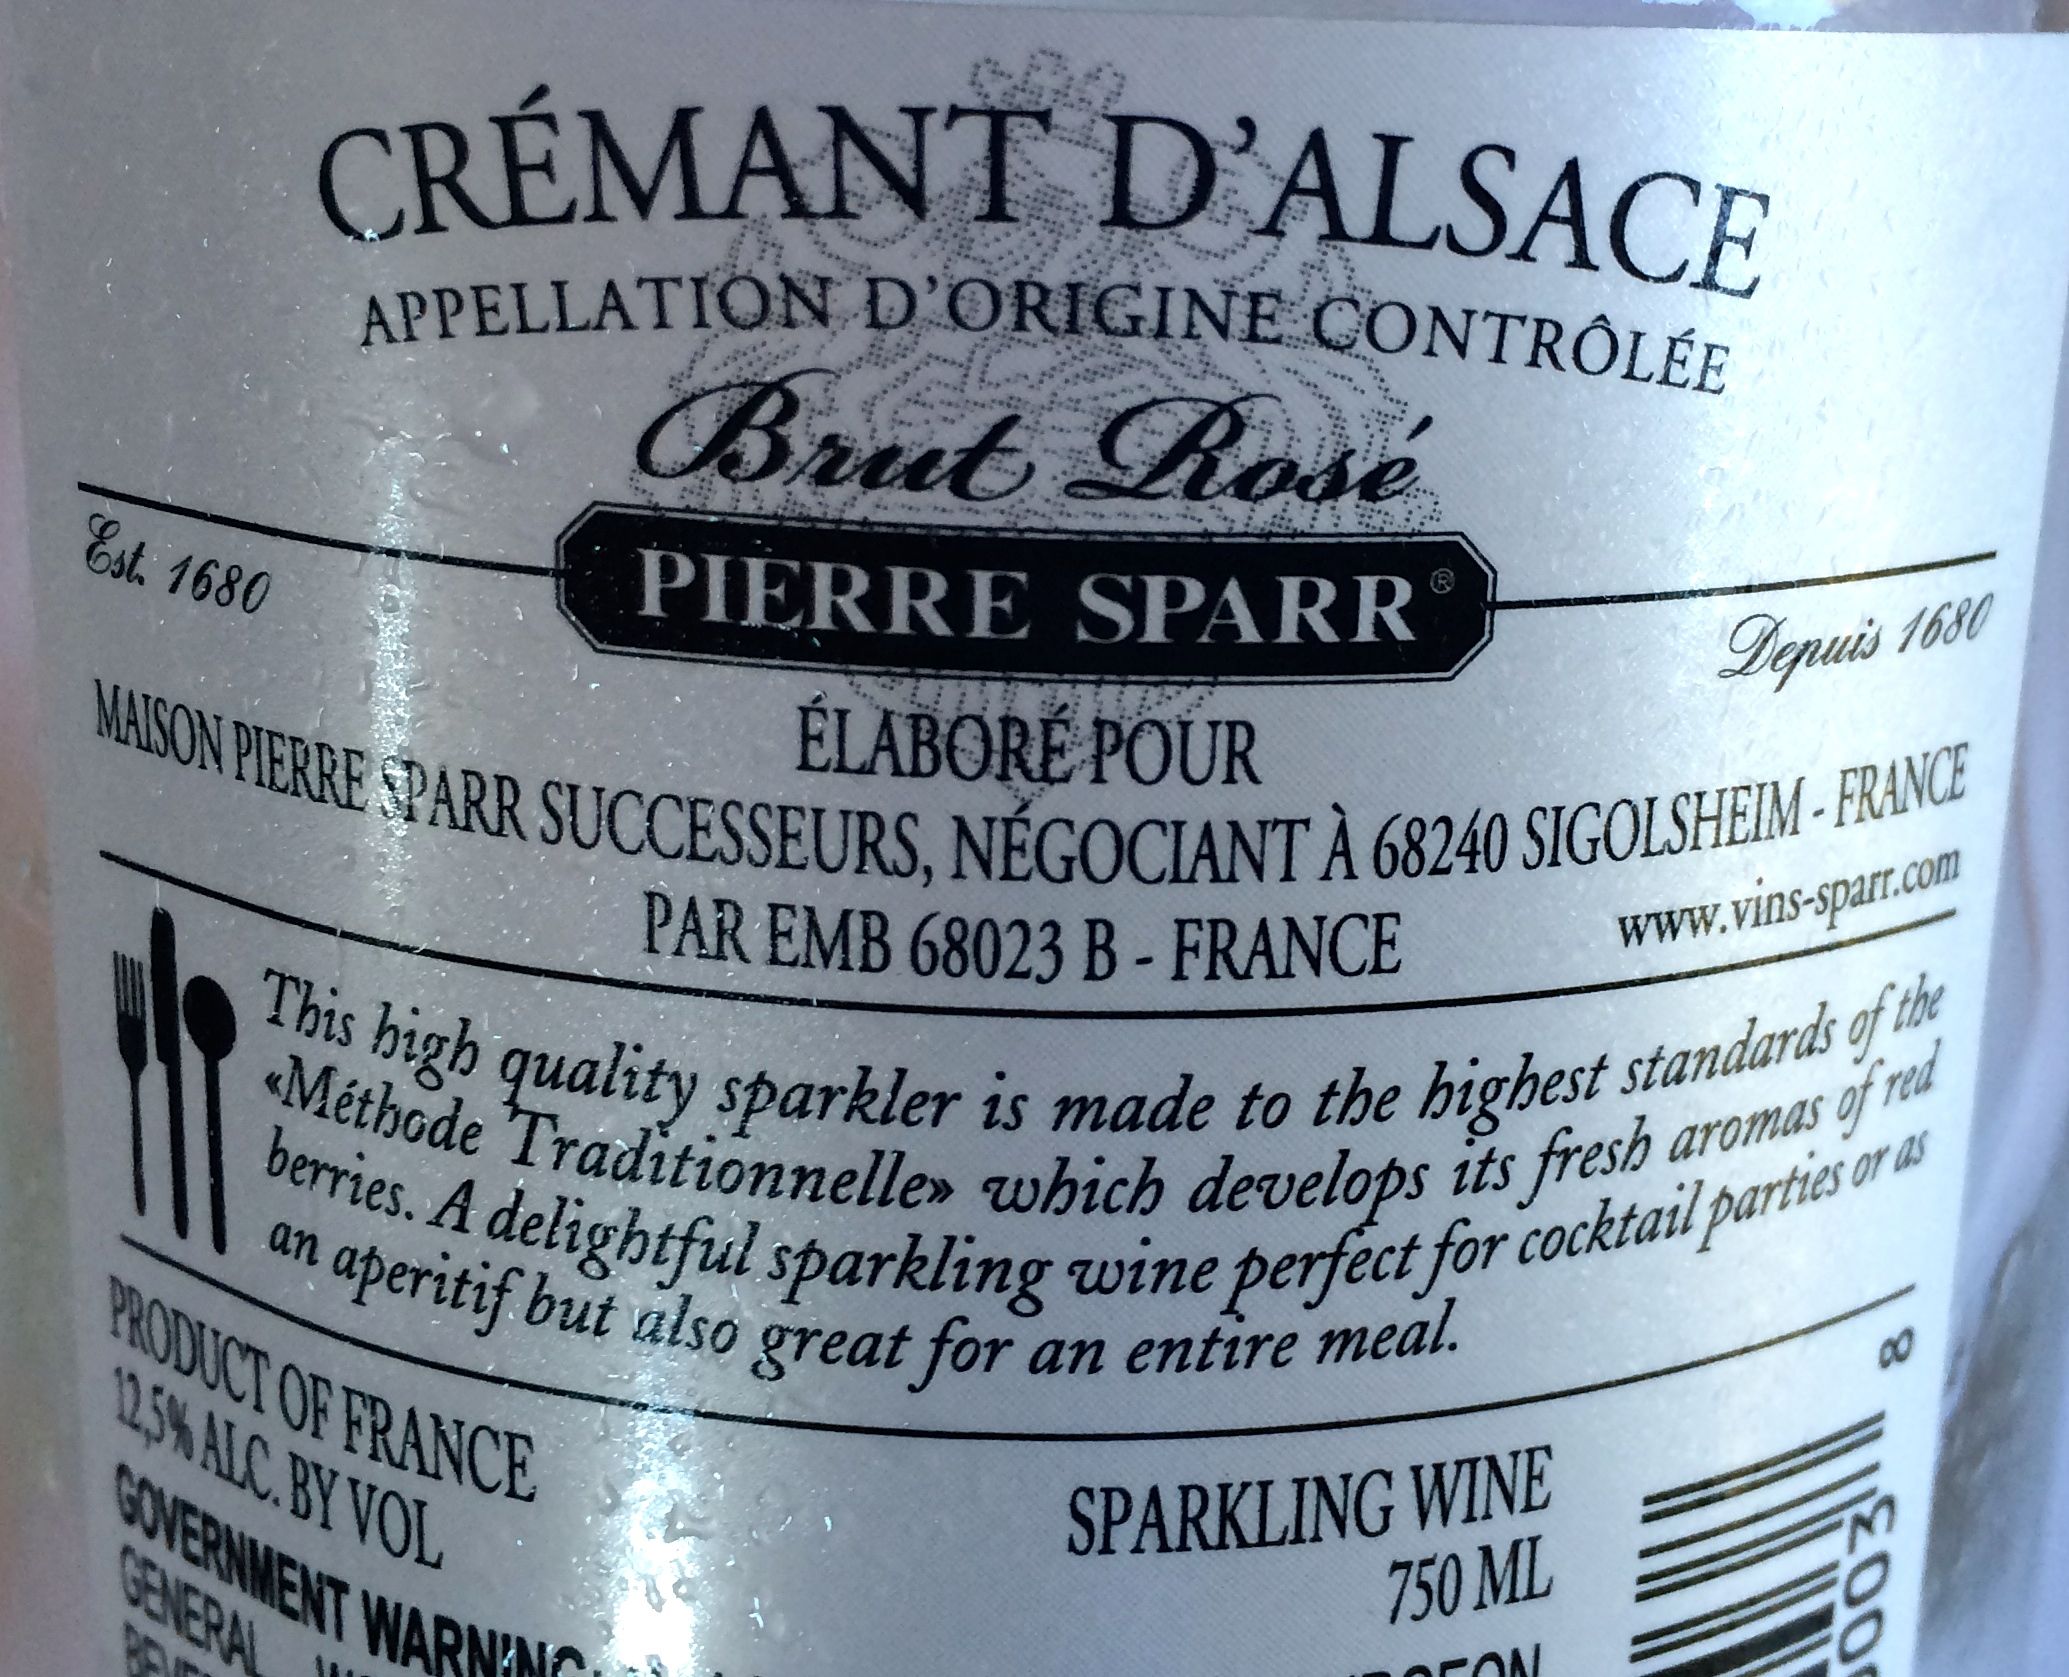 CRÉMANT D'ALSACE
APPELLATION D'ORIGINE CONTRÔLÉE
Brut Rosé
PIERRE SPARR®
Est. 1680
Depuis 1680
ÉLABORÉ POUR
MAISON PIERRE SPARR SUCCESSEURS, NÉGOCIANT À 68240 SIGOLSHEIM - FRANCE
PAR EMB 68023 B - FRANCE
www.vins-sparr.com
This high quality sparkler is made to the highest standards of the
«Méthode Traditionnelle» which develops its fresh aromas of red
berries. A delightful sparkling wine perfect for cocktail parties or as
an aperitif but also great for an entire meal.
PRODUCT OF FRANCE
12,5% ALC. BY VOL
SPARKLING WINE
750 ML
GOVERNMENT WARNING:
GENERAL
8